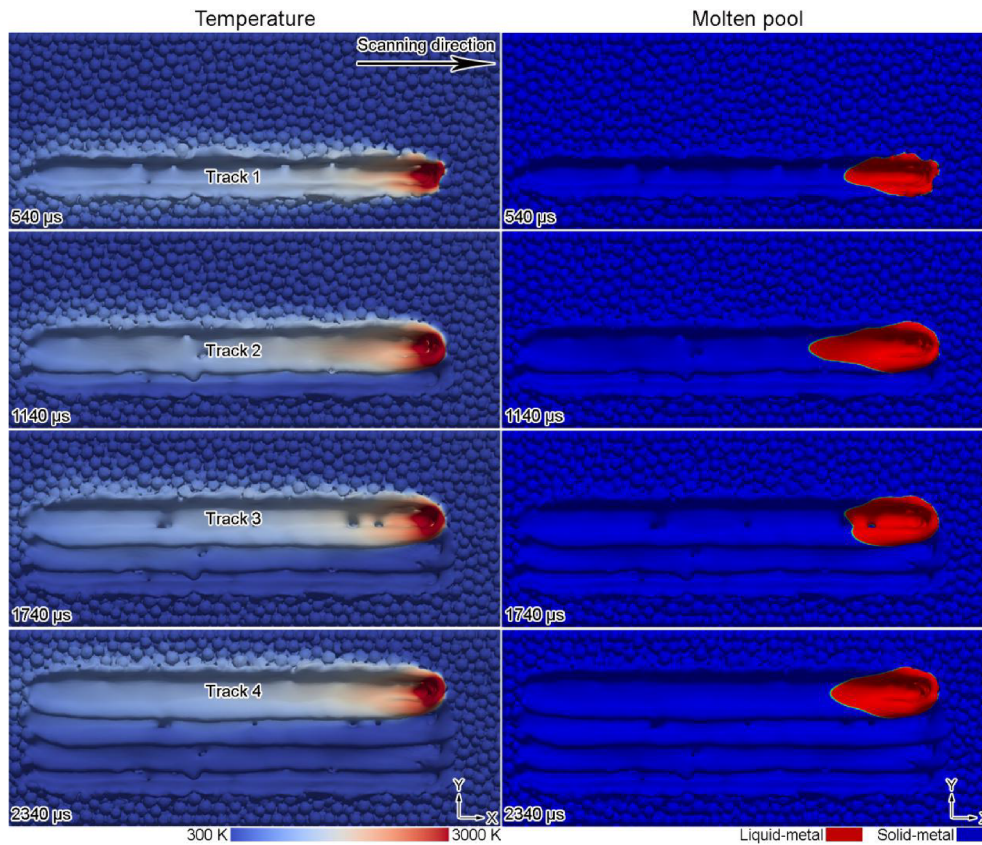 Temperature
Molten pool
Scanning direction
Track 1
540 μs
540 μs
Track 2
1140 μs
1140 μs
Track 3
1740 μs
1740 μs
Track 4
2340 μs
Y
X
2340 μs
Y
X
300 K
3000 K
Liquid-metal
Solid-metal